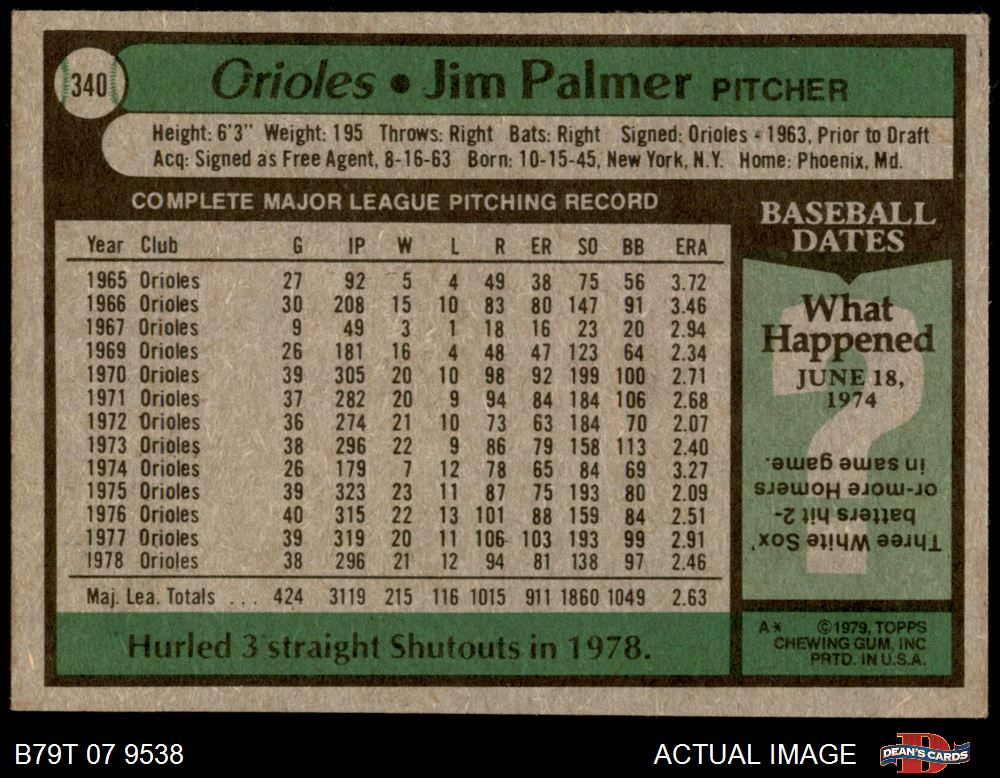 340
Orioles • Jim Palmer PITCHER
Height: 6'3" Weight: 195 Throws: Right Bats: Right Signed: Orioles - 1963, Prior to Draft
Acq: Signed as Free Agent, 8-16-63 Born: 10-15-45, New York, N.Y. Home: Phoenix, Md.
COMPLETE MAJOR LEAGUE PITCHING RECORD
Year Club G IP W L R ER SO BB ERA
1965 Orioles 27 92 5 4 49 38 75 56 3.72
1966 Orioles 30 208 15 10 83 80 147 91 3.46
1967 Orioles 9 49 3 1 18 16 23 20 2.94
1969 Orioles 26 181 16 4 48 47 123 64 2.34
1970 Orioles 39 305 20 10 98 92 199 100 2.71
1971 Orioles 37 282 20 9 94 84 184 106 2.68
1972 Orioles 36 274 21 10 73 63 184 70 2.07
1973 Orioles 38 296 22 9 86 79 158 113 2.40
1974 Orioles 26 179 7 12 78 65 84 69 3.27
1975 Orioles 39 323 23 11 87 75 193 80 2.09
1976 Orioles 40 315 22 13 101 88 159 84 2.51
1977 Orioles 39 319 20 11 106 103 193 99 2.91
1978 Orioles 38 296 21 12 94 81 138 97 2.46
Maj. Lea. Totals ... 424 3119 215 116 1015 911 1860 1049 2.63
Hurled 3 straight Shutouts in 1978.
BASEBALL
DATES
What
Happened
JUNE 18,
1974
?
Three White Sox'
batters hit 2-
or-more Homers
in same game.
A* ©1979, TOPPS
CHEWING GUM, INC
PRTD. IN U.S.A.
B79T 07 9538
ACTUAL IMAGE
D
DEAN'S CARDS